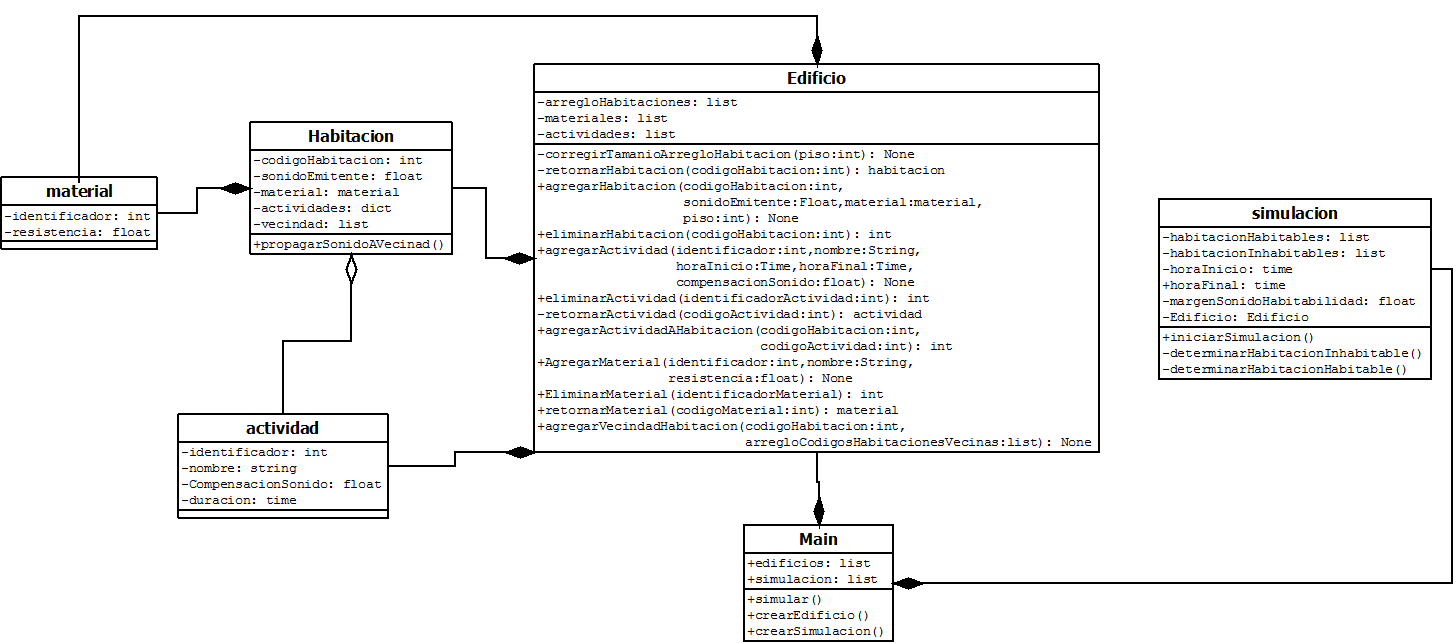 Edificio
-arregloHabitaciones: list
-materiales: list
-actividades: list
-corregirTamanioArregloHabitacion(piso:int): None
-retornarHabitacion(codigoHabitacion:int): habitacion
+agregarHabitacion(codigoHabitacion:int,
sonidoEmitente:Float,material:material,
piso:int): None
+eliminarHabitacion(codigoHabitacion:int): int
+agregarActividad(identificador:int,nombre:String,
horaInicio:Time,horaFinal:Time,
compensacionSonido:float): None
+eliminarActividad(identificadorActividad:int): int
-retornarActividad(codigoActividad:int): actividad
+agregarActividadAHabitacion(codigoHabitacion:int,
codigoActividad:int): int
+AgregarMaterial(identificador:int,nombre:String,
resistencia:float): None
+EliminarMaterial(identificadorMaterial): int
+retornarMaterial(codigoMaterial:int): material
+agregarVecindadHabitacion(codigoHabitacion:int,
arregloCodigosHabitacionesVecinas:list): None
Habitacion
-codigoHabitacion: int
-sonidoEmitente: float
-material: material
-actividades: dict
-vecindad: list
+propagarSonidoAVecinad()
material
-identificador: int
-resistencia: float
simulacion
-habitacionHabitables: list
-habitacionInhabitables: list
-horaInicio: time
+horaFinal: time
-margenSonidoHabitabilidad: float
-Edificio: Edificio
+iniciarSimulacion()
-determinarHabitacionInhabitable()
-determinarHabitacionHabitable()
actividad
-identificador: int
-nombre: string
-CompensacionSonido: float
-duracion: time
Main
+edificios: list
+simulacion: list
+simular()
+crearEdificio()
+crearSimulacion()